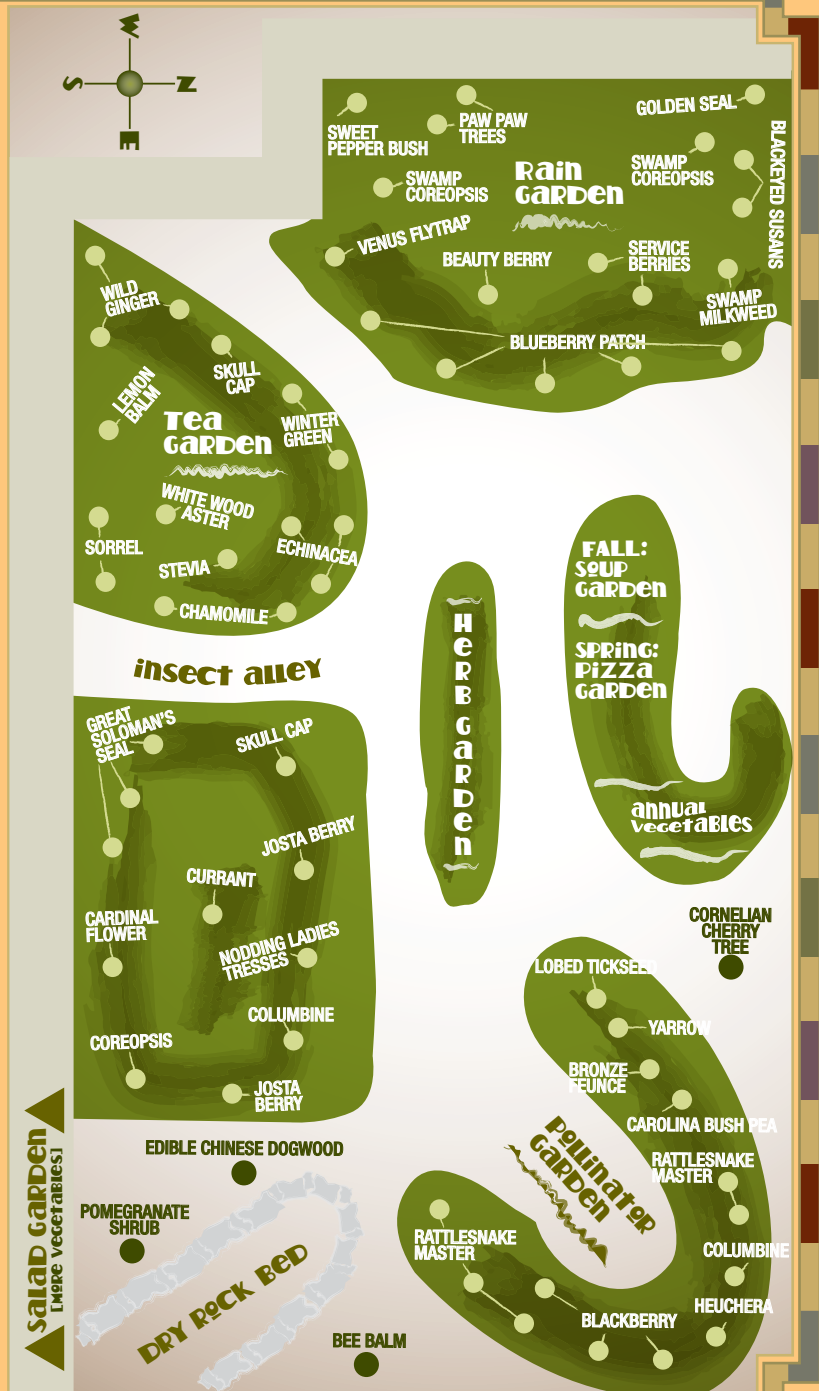 W
S
N
E
SWEET
PEPPER BUSH
PAW PAW
TREES
GOLDEN SEAL
SWAMP
COREOPSIS
Rain
Garden
SWAMP
COREOPSIS
BLACKEYED SUSANS
VENUS FLYTRAP
BEAUTY BERRY
SERVICE
BERRIES
SWAMP
MILKWEED
BLUEBERRY PATCH
WILD
GINGER
SKULL
CAP
LEMON
BALM
Tea
Garden
WINTER
GREEN
WHITE WOOD
ASTER
SORREL
STEVIA
ECHINACEA
CHAMOMILE
insect alley
Herb Garden
Fall:
Soup
Garden
Spring:
Pizza
Garden
annual
vegetables
GREAT
SOLOMAN'S
SEAL
SKULL CAP
JOSTA BERRY
CURRANT
CARDINAL
FLOWER
NODDING LADIES
TRESSES
COLUMBINE
COREOPSIS
JOSTA
BERRY
CORNELIAN
CHERRY
TREE
LOBED TICKSEED
YARROW
BRONZE
FEUNCE
CAROLINA BUSH PEA
Pollinator
Garden
RATTLESNAKE
MASTER
COLUMBINE
HEUCHERA
RATTLESNAKE
MASTER
BLACKBERRY
EDIBLE CHINESE DOGWOOD
POMEGRANATE
SHRUB
Salad Garden
[more vegetables]
Dry Rock Bed
BEE BALM